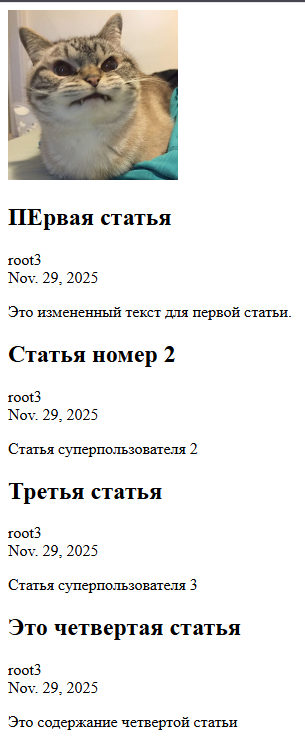 ПЕрвая статья
root3
Nov. 29, 2025
Это измененный текст для первой статьи.
Статья номер 2
root3
Nov. 29, 2025
Статья суперпользователя 2
Третья статья
root3
Nov. 29, 2025
Статья суперпользователя 3
Это четвертая статья
root3
Nov. 29, 2025
Это содержание четвертой статьи